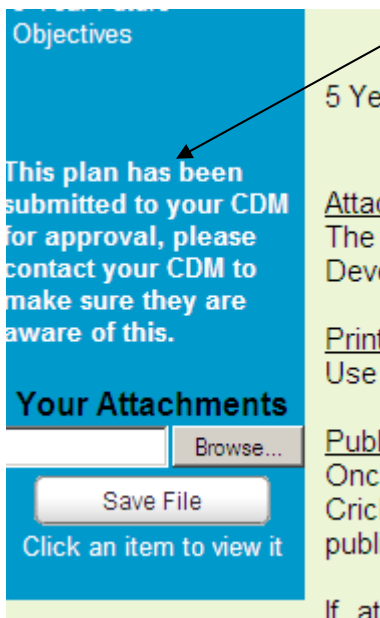 Objectives
This plan has been
submitted to your CDM
for approval, please
contact your CDM to
make sure they are
aware of this.
Your Attachments
Browse...
Save File
Click an item to view it
5 Ye
Attac
The
Deve
Print
Use
Publ
Onc
Cric
publ
If at